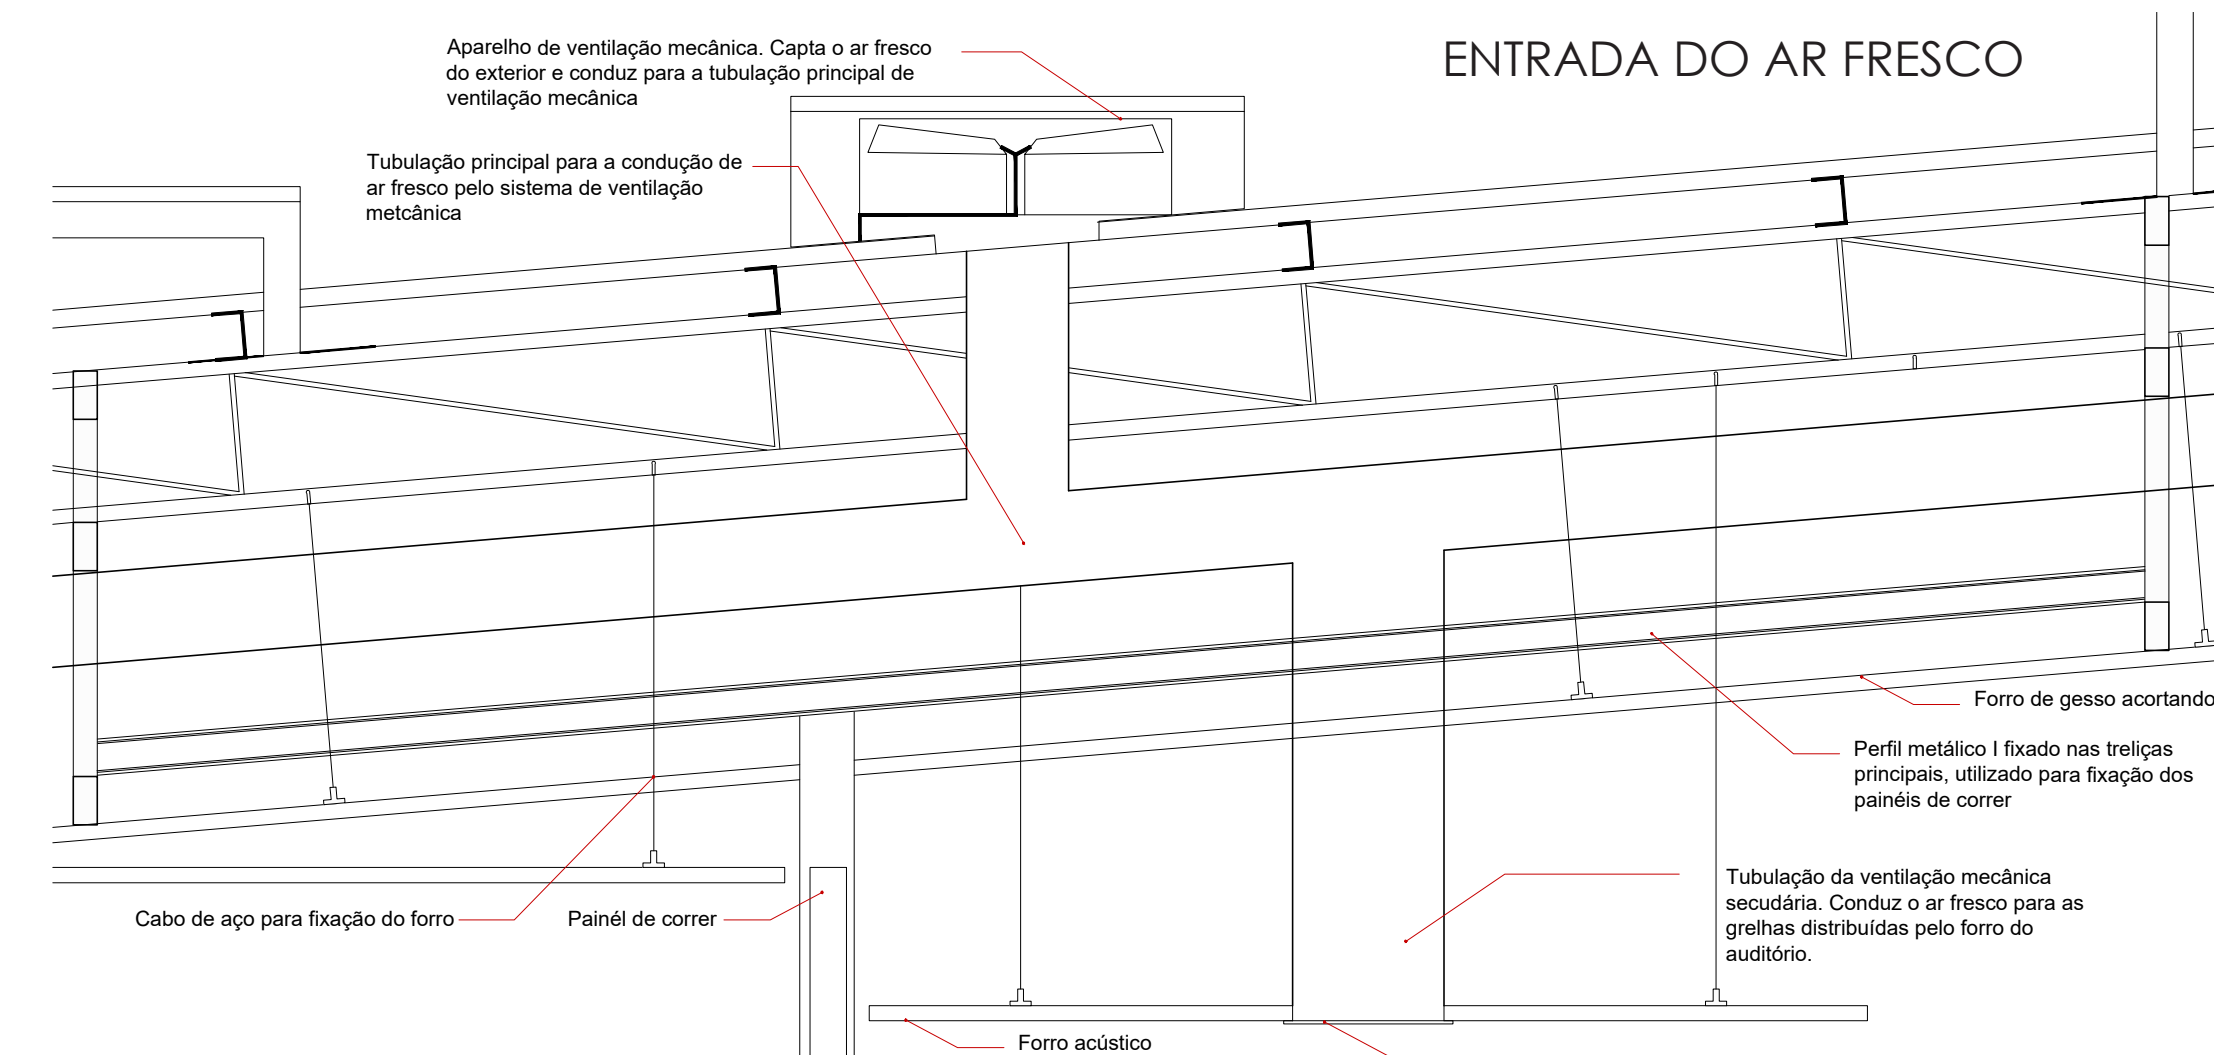 ENTRADA DO AR FRESCO
Aparelho de ventilação mecânica. Capta o ar fresco
do exterior e conduz para a tubulação principal de
ventilação mecânica
Tubulação principal para a condução de
ar fresco pelo sistema de ventilação
metcânica
Forro de gesso acortando
Perfil metálico I fixado nas treliças
principais, utilizado para fixação dos
painéis de correr
Tubulação da ventilação mecânica
secudária. Conduz o ar fresco para as
grelhas distribuídas pelo forro do
auditório.
Cabo de aço para fixação do forro
Painél de correr
Forro acústico